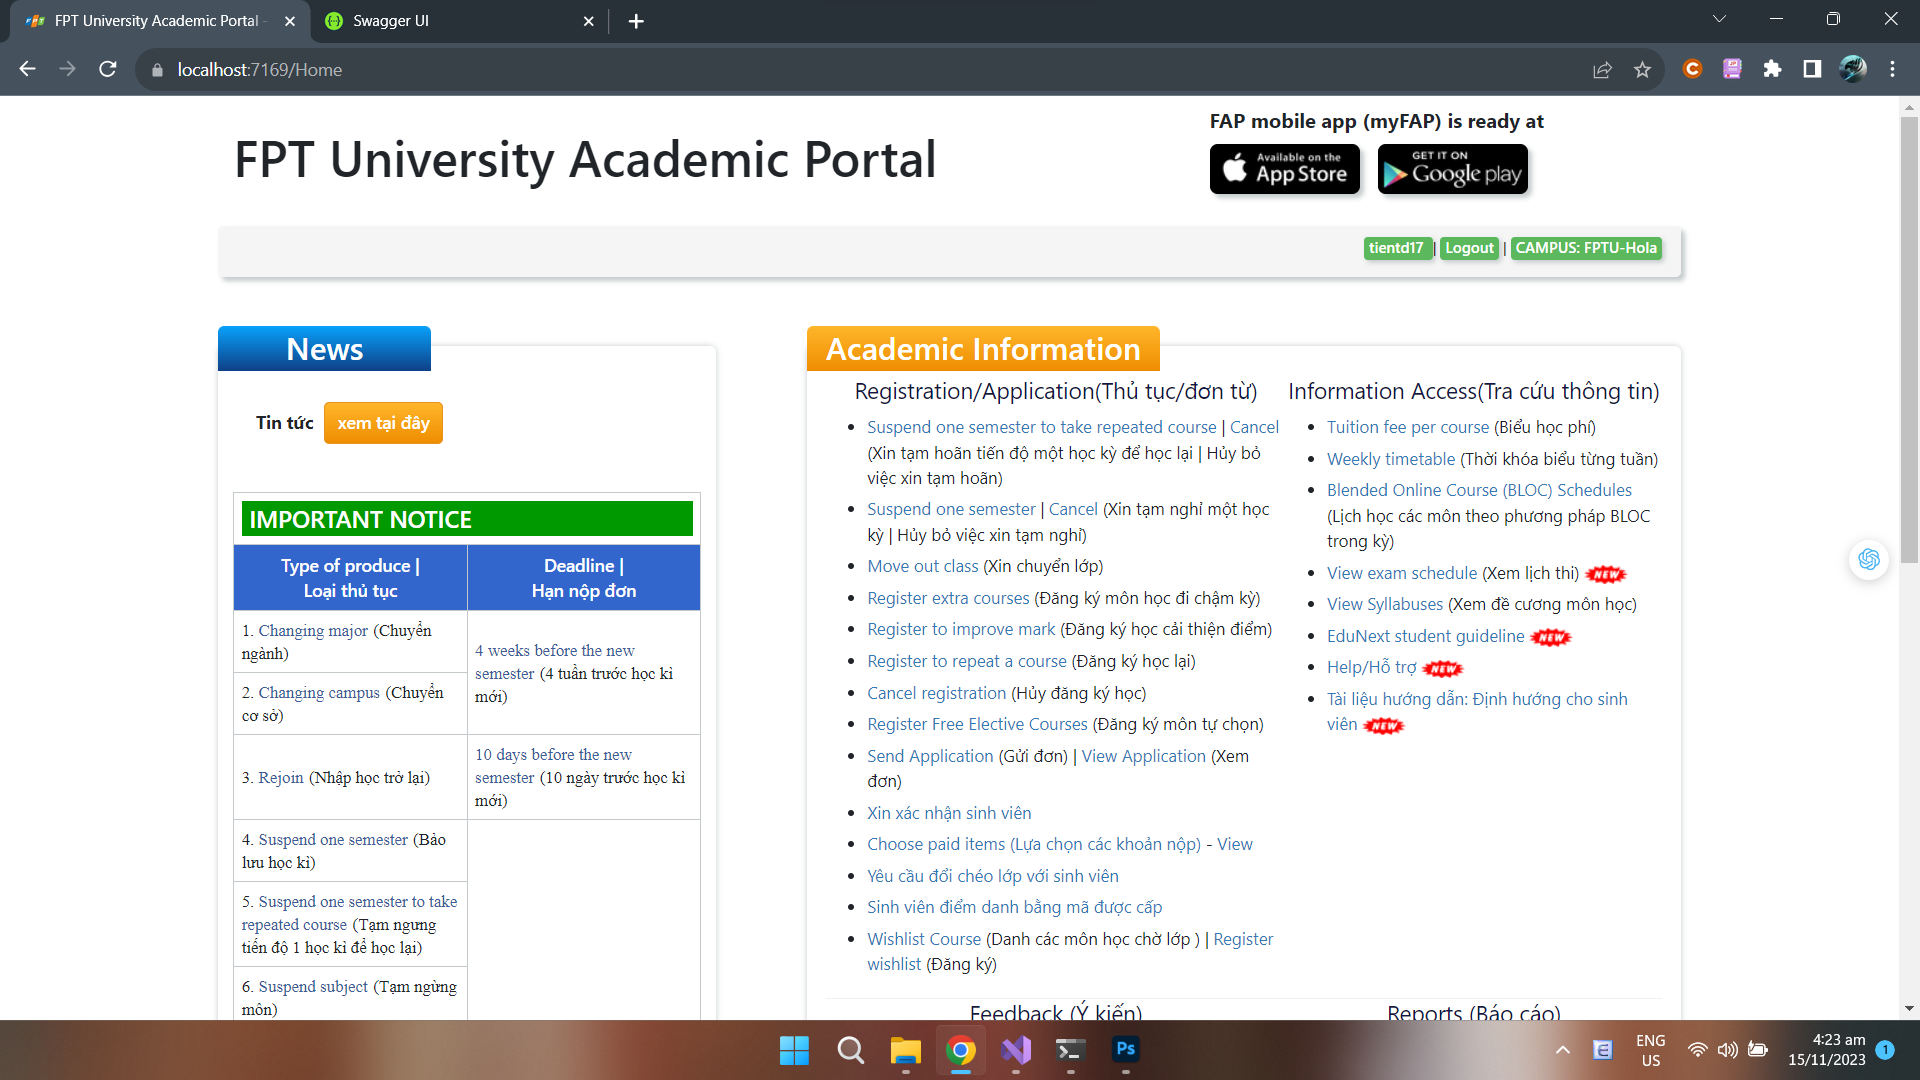 FPT University Academic Portal -
Swagger UI
localhost:7169/Home
FPT University Academic Portal
FAP mobile app (myFAP) is ready at
Available on the
App Store
GET IT ON
Google play
tientd17 | Logout | CAMPUS: FPTU-Hola
News
Tin tức xem tại đây
IMPORTANT NOTICE
Type of produce |
Loại thủ tục
Deadline |
Hạn nộp đơn
1. Changing major (Chuyển
ngành)
2. Changing campus (Chuyển
cơ sở)
4 weeks before the new
semester (4 tuần trước học kì
mới)
3. Rejoin (Nhập học trở lại)
10 days before the new
semester (10 ngày trước học kì
mới)
4. Suspend one semester (Bảo
lưu học kì)
5. Suspend one semester to take
repeated course (Tạm ngưng
tiến độ 1 học kì để học lại)
6. Suspend subject (Tạm ngừng
môn)
Academic Information
Registration/Application(Thủ tục/đơn từ)
Suspend one semester to take repeated course | Cancel
(Xin tạm hoãn tiến độ một học kỳ để học lại | Hủy bỏ
việc xin tạm hoãn)
Suspend one semester | Cancel (Xin tạm nghỉ một học
kỳ | Hủy bỏ việc xin tạm nghỉ)
Move out class (Xin chuyển lớp)
Register extra courses (Đăng ký môn học đi chậm kỳ)
Register to improve mark (Đăng ký học cải thiện điểm)
Register to repeat a course (Đăng ký học lại)
Cancel registration (Hủy đăng ký học)
Register Free Elective Courses (Đăng ký môn tự chọn)
Send Application (Gửi đơn) | View Application (Xem
đơn)
Xin xác nhận sinh viên
Choose paid items (Lựa chọn các khoản nộp) - View
Yêu cầu đổi chéo lớp với sinh viên
Sinh viên điểm danh bằng mã được cấp
Wishlist Course (Danh các môn học chờ lớp ) | Register
wishlist (Đăng ký)
Information Access(Tra cứu thông tin)
Tuition fee per course (Biểu học phí)
Weekly timetable (Thời khóa biểu từng tuần)
Blended Online Course (BLOC) Schedules
(Lịch học các môn theo phương pháp BLOC
trong kỳ)
View exam schedule (Xem lịch thi) NEW
View Syllabuses (Xem đề cương môn học)
EduNext student guideline NEW
Help/Hỗ trợ NEW
Tài liệu hướng dẫn: Định hướng cho sinh
viên NEW
Feedback (Ý kiến)
Reports (Báo cáo)
Ps
ENG
US
4:23 am
15/11/2023
1